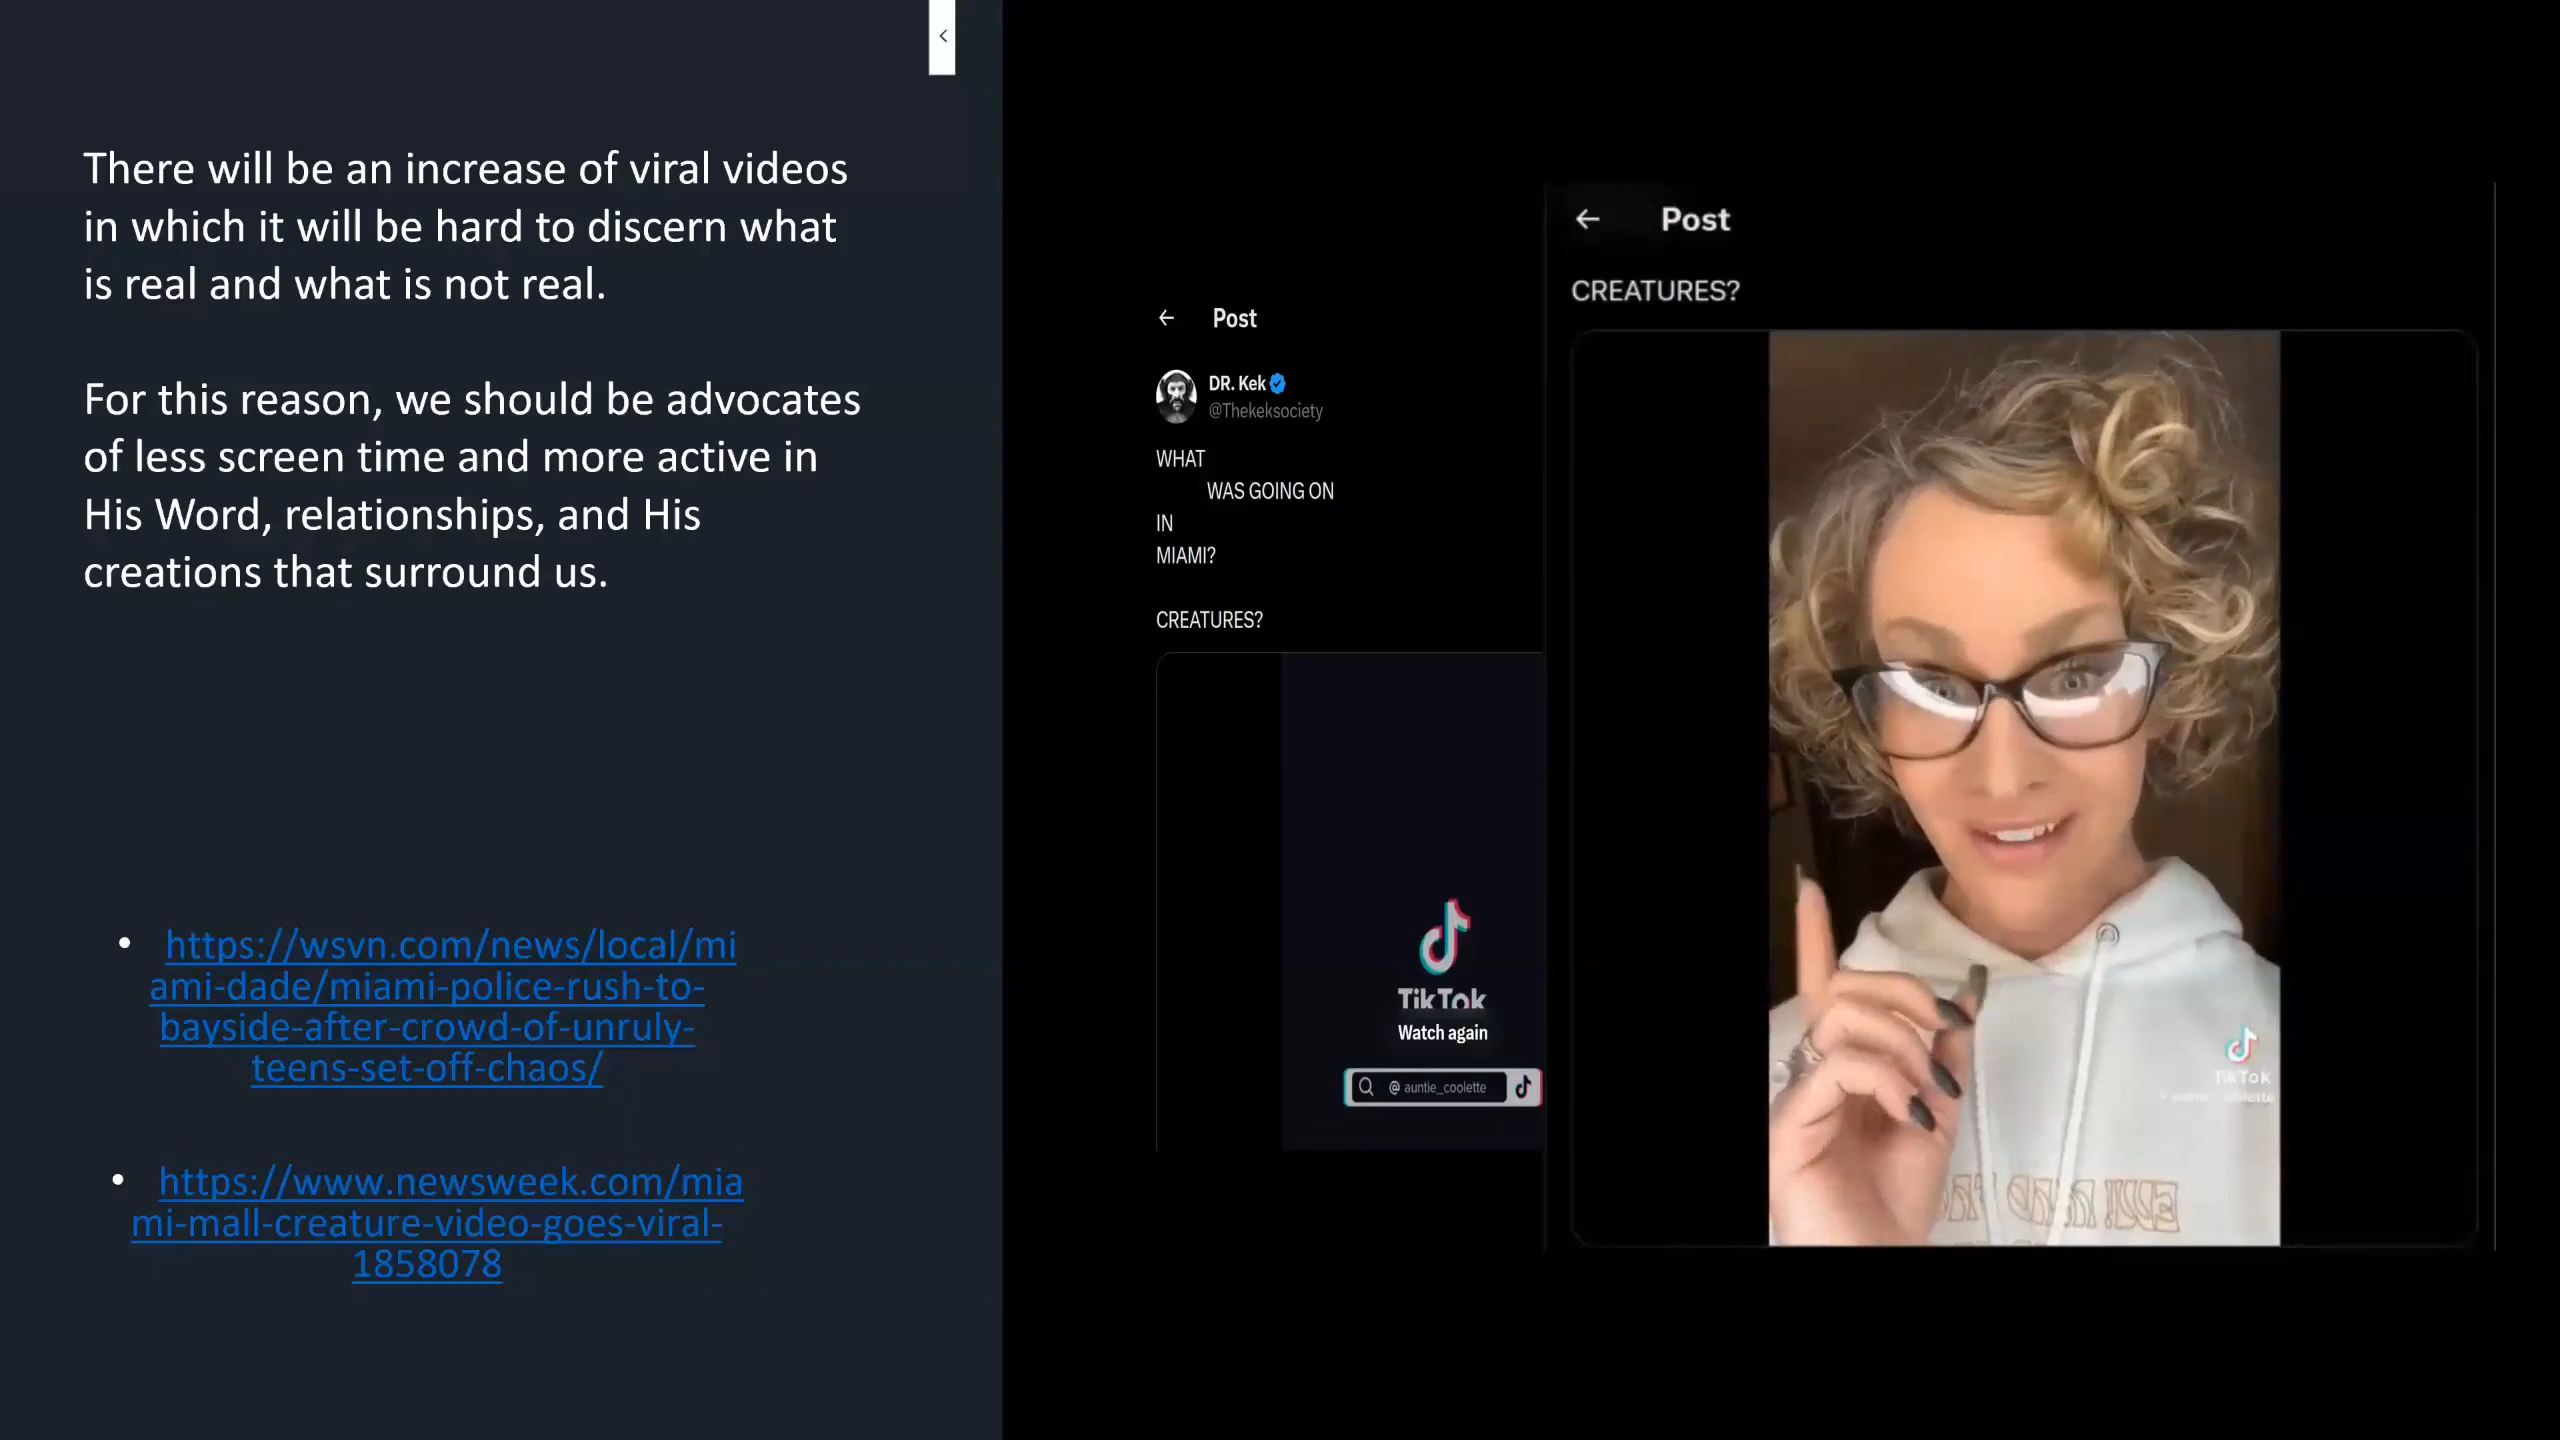 There will be an increase of viral videos
in which it will be hard to discern what
is real and what is not real.
For this reason, we should be advocates
of less screen time and more active in
His Word, relationships, and His
creations that surround us.
• https://wsvn.com/news/local/mi
ami-dade/miami-police-rush-to-
bayside-after-crowd-of-unruly-
teens-set-off-chaos/
• https://www.newsweek.com/mia
mi-mall-creature-video-goes-viral-
1858078
Post
DR. Kek
@Thekeksociety
WHAT
WAS GOING ON
IN
MIAMI?
CREATURES?
TikTok
Watch again
@ auntie_coolette
Post
CREATURES?
TikTok